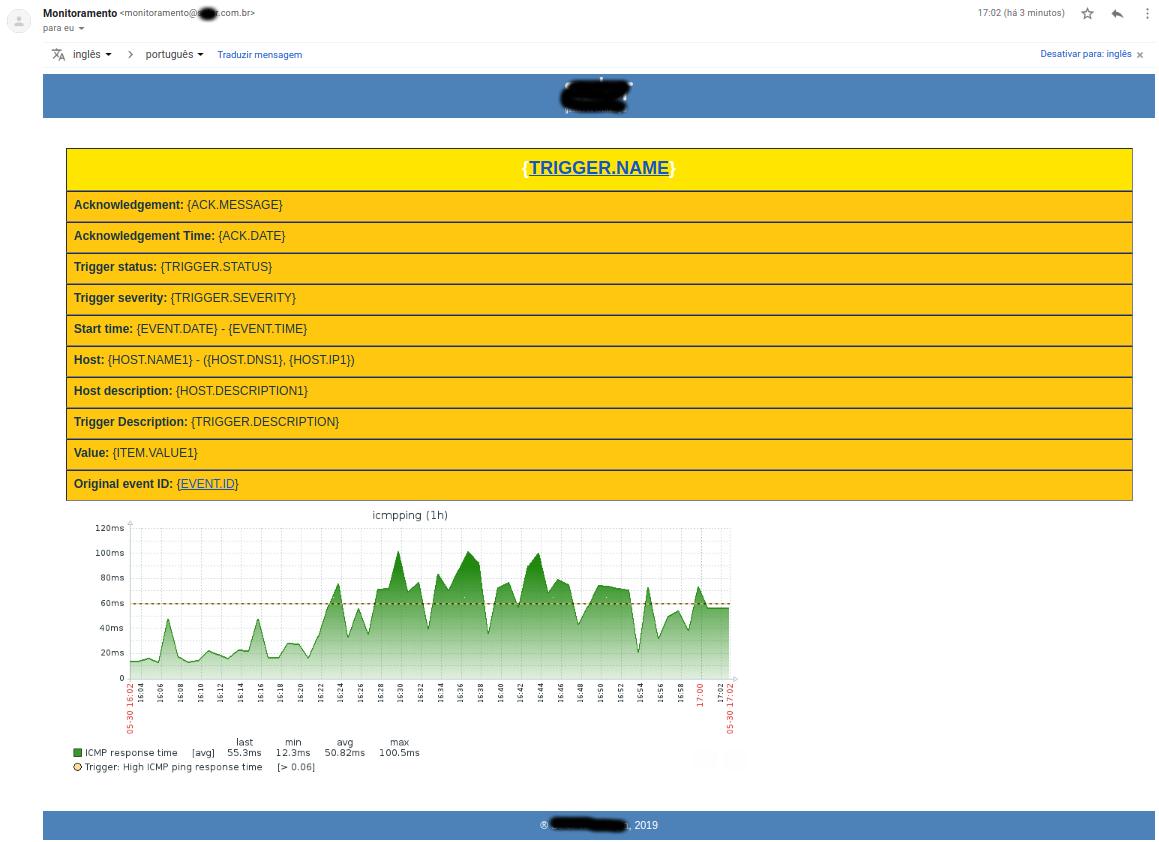 Monitoramento <monitoramento@ .com.br>
17:02 (há 3 minutos)
para eu
inglês > português Traduzir mensagem
Desativar para: inglês ×
{TRIGGER.NAME}
Acknowledgement: {ACK.MESSAGE}
Acknowledgement Time: {ACK.DATE}
Trigger status: {TRIGGER.STATUS}
Trigger severity: {TRIGGER.SEVERITY}
Start time: {EVENT.DATE} - {EVENT.TIME}
Host: {HOST.NAME1} - ({HOST.DNS1}, {HOST.IP1})
Host description: {HOST.DESCRIPTION1}
Trigger Description: {TRIGGER.DESCRIPTION}
Value: {ITEM.VALUE1}
Original event ID: {EVENT.ID}
icmpping (1h)
120ms
100ms
80ms
60ms
40ms
20ms
0
05-30 16:02 16:04 16:06 16:08 16:10 16:12 16:14 16:16 16:18 16:20 16:22 16:24 16:26 16:28 16:30 16:32 16:34 16:36 16:38 16:40 16:42 16:44 16:46 16:48 16:50 16:52 16:54 16:56 16:58 17:00 17:02 05-30 17:02
last min avg max
ICMP response time [avg] 55.3ms 12.3ms 50.82ms 100.5ms
Trigger: High ICMP ping response time [> 0.06]
® , 2019